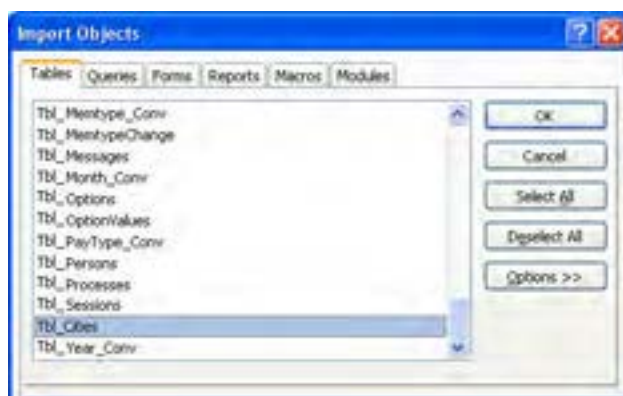 Import Objects
Tables Queries Forms Reports Macros Modules
Tbl_Memtype_Conv
Tbl_MemtypeChange
Tbl_Messages
Tbl_Month_Conv
Tbl_Options
Tbl_OptionValues
Tbl_PayType_Conv
Tbl_Persons
Tbl_Processes
Tbl_Sessions
Tbl_Cities
Tbl_Year_Conv
OK
Cancel
Select All
Deselect All
Options >>